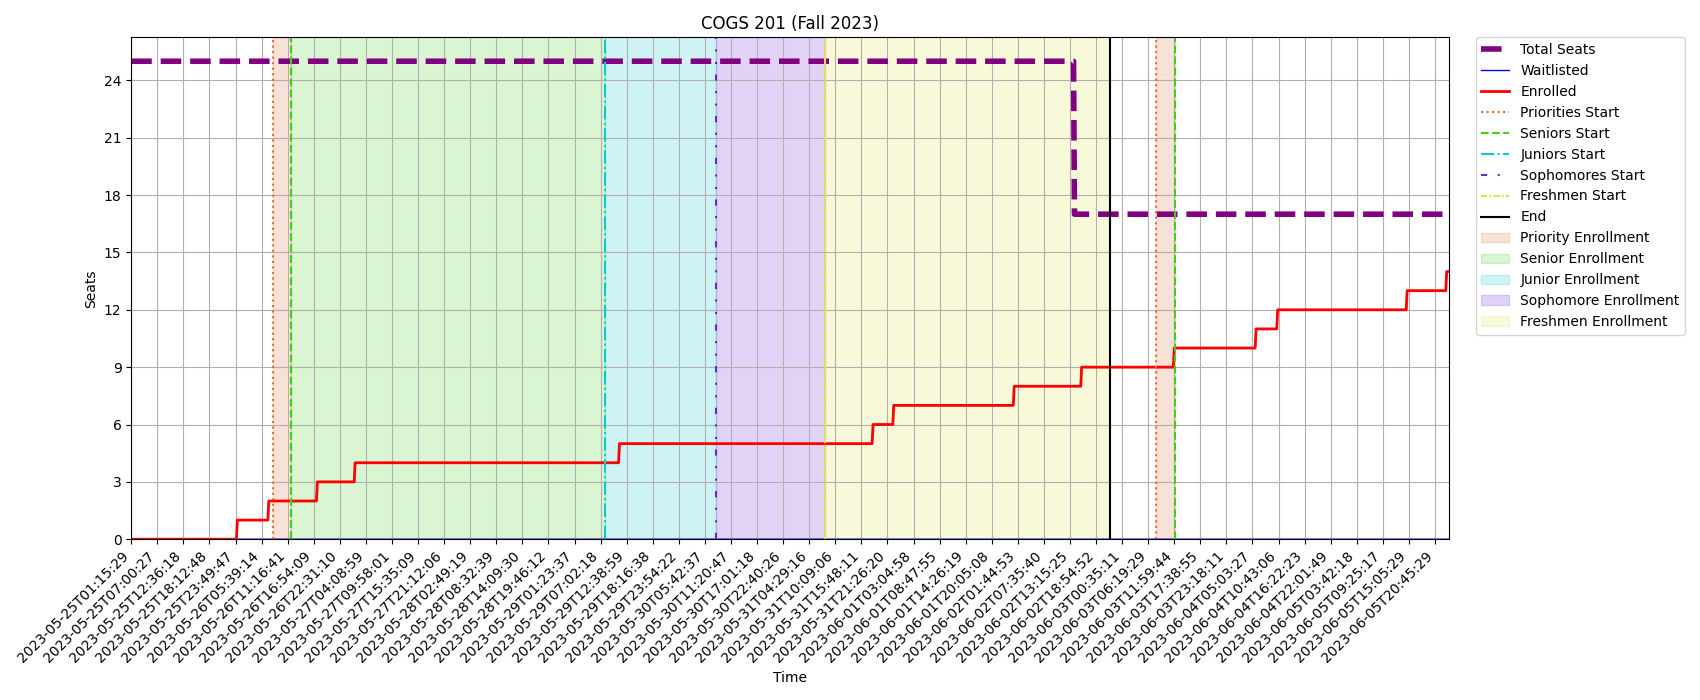 COGS 201 (Fall 2023)
Seats
24
21
18
15
12
9
6
3
0
2023-05-25T01:15:29
2023-05-25T07:00:27
2023-05-25T12:36:18
2023-05-25T18:12:48
2023-05-25T23:49:47
2023-05-26T05:39:14
2023-05-26T11:16:41
2023-05-26T16:54:09
2023-05-26T22:31:10
2023-05-27T04:08:59
2023-05-27T09:58:01
2023-05-27T15:35:09
2023-05-27T21:12:06
2023-05-28T02:49:19
2023-05-28T08:32:39
2023-05-28T14:09:30
2023-05-28T19:46:12
2023-05-29T01:23:37
2023-05-29T07:02:18
2023-05-29T12:38:59
2023-05-29T18:16:38
2023-05-29T23:54:22
2023-05-30T05:42:37
2023-05-30T11:20:47
2023-05-30T17:01:18
2023-05-30T22:40:26
2023-05-31T04:29:16
2023-05-31T10:09:06
2023-05-31T15:48:11
2023-05-31T21:26:20
2023-06-01T03:04:58
2023-06-01T08:47:55
2023-06-01T14:26:19
2023-06-01T20:05:08
2023-06-02T01:44:53
2023-06-02T07:35:40
2023-06-02T13:15:25
2023-06-02T18:54:52
2023-06-03T00:35:11
2023-06-03T06:19:29
2023-06-03T11:59:44
2023-06-03T17:38:55
2023-06-03T23:18:11
2023-06-04T05:03:27
2023-06-04T10:43:06
2023-06-04T16:22:23
2023-06-04T22:01:49
2023-06-05T03:42:18
2023-06-05T09:25:17
2023-06-05T15:05:29
2023-06-05T20:45:29
Time
Total Seats
Waitlisted
Enrolled
Priorities Start
Seniors Start
Juniors Start
Sophomores Start
Freshmen Start
End
Priority Enrollment
Senior Enrollment
Junior Enrollment
Sophomore Enrollment
Freshmen Enrollment